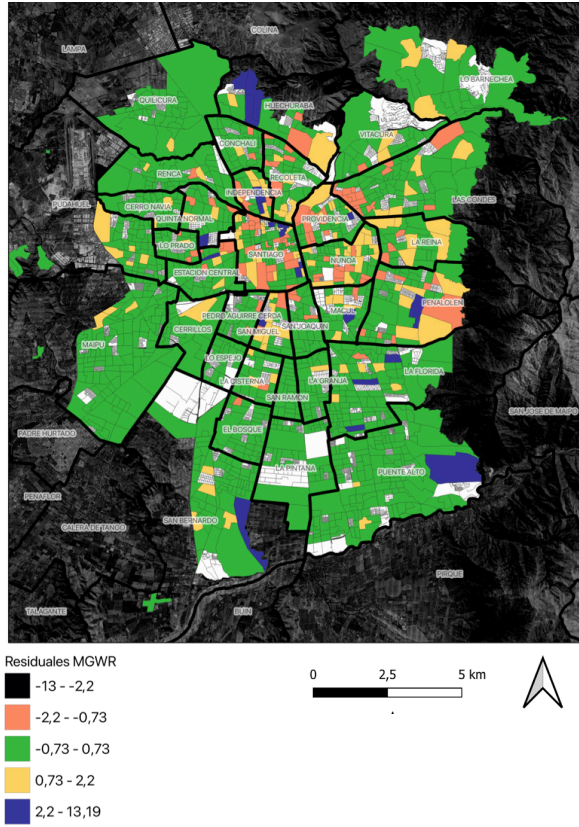 COLINA
LAMPA
LO BARNECHEA
QUILICURA
HUECHURABA
VITACURA
CONCHALI
RENCA
RECOLETA
INDEPENDENCIA
LAS CONDES
PUDAHUEL
CERRO NAVIA
QUINTA NORMAL
PROVIDENCIA
LO PRADO
LA REINA
SANTIAGO
ÑUÑOA
ESTACION CENTRAL
PEÑALOLEN
MACUL
PEDRO AGUIRRE CERDA
SAN JOAQUIN
CERRILLOS
SAN MIGUEL
MAIPU
LO ESPEJO
LA FLORIDA
LA CISTERNA
LA GRANJA
SAN RAMON
SAN JOSE DE MAIPO
EL BOSQUE
PADRE HURTADO
LA PINTANA
PUENTE ALTO
PEÑAFLOR
SAN BERNARDO
CALERA DE TANGO
PIRQUE
TALAGANTE
BUIN
Residuales MGWR
-13 - -2,2
-2,2 - -0,73
-0,73 - 0,73
0,73 - 2,2
2,2 - 13,19
0 2,5 5 km